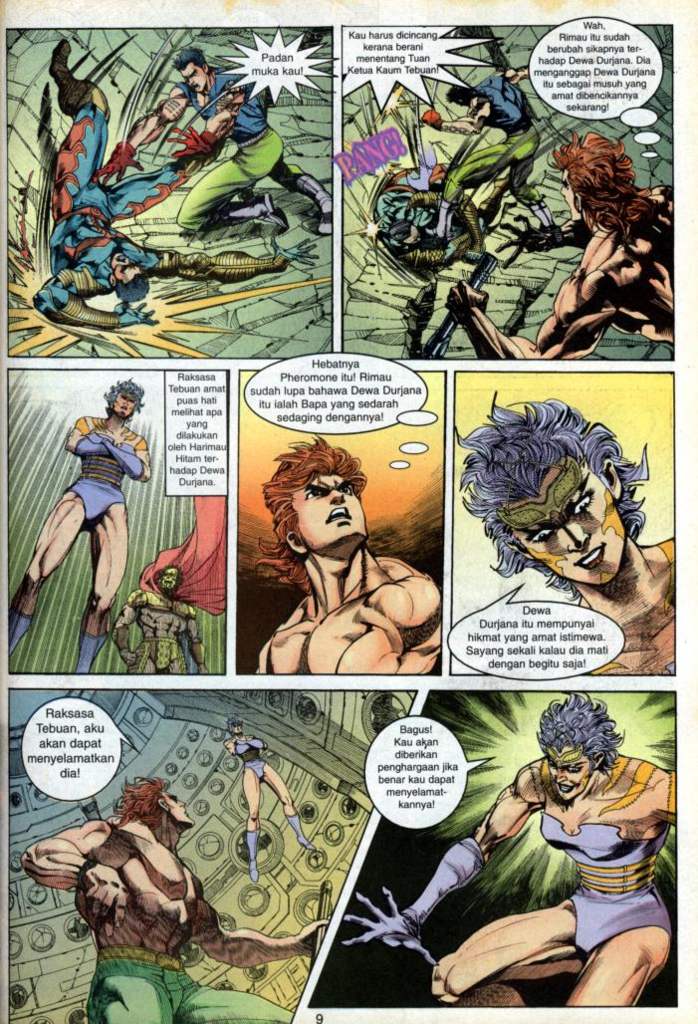 Padan
muka kau!
Kau harus dicincang
kerana berani
menentang Tuan
Ketua Kaum Tebuan!
Wah,
Rimau itu sudah
berubah sikapnya ter-
hadap Dewa Durjana. Dia
menganggap Dewa Durjana
itu sebagai musuh yang
amat dibencikannya
sekarang!
PANG!
Raksasa
Tebuan amat
puas hati
melihat apa
yang
dilakukan
oleh Harimau
Hitam ter-
hadap Dewa
Durjana.
Hebatnya
Pheromone itu! Rimau
sudah lupa bahawa Dewa Durjana
itu ialah Bapa yang sedarah
sedaging dengannya!
Dewa
Durjana itu mempunyai
hikmat yang amat istimewa.
Sayang sekali kalau dia mati
dengan begitu saja!
Raksasa
Tebuan, aku
akan dapat
menyelamatkan
dia!
Bagus!
Kau akan
diberikan
penghargaan jika
benar kau dapat
menyelamat-
kannya!
9